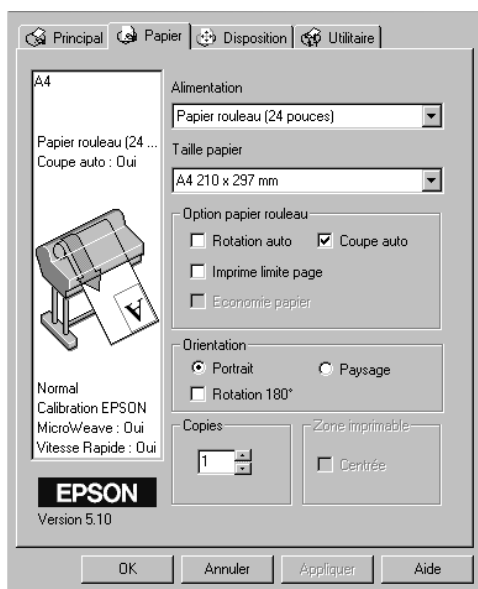 Principal
Papier
Disposition
Utilitaire
A4
Papier rouleau (24 ...
Coupe auto : Oui
A
Normal
Calibration EPSON
MicroWeave : Oui
Vitesse Rapide : Oui
EPSON
Version 5.10
Alimentation
Papier rouleau (24 pouces)
Taille papier
A4 210 x 297 mm
Option papier rouleau
Rotation auto
Coupe auto
Imprime limite page
Economie papier
Orientation
Portrait
Paysage
Rotation 180°
Copies
1
Zone imprimable
Centrée
OK
Annuler
Appliquer
Aide